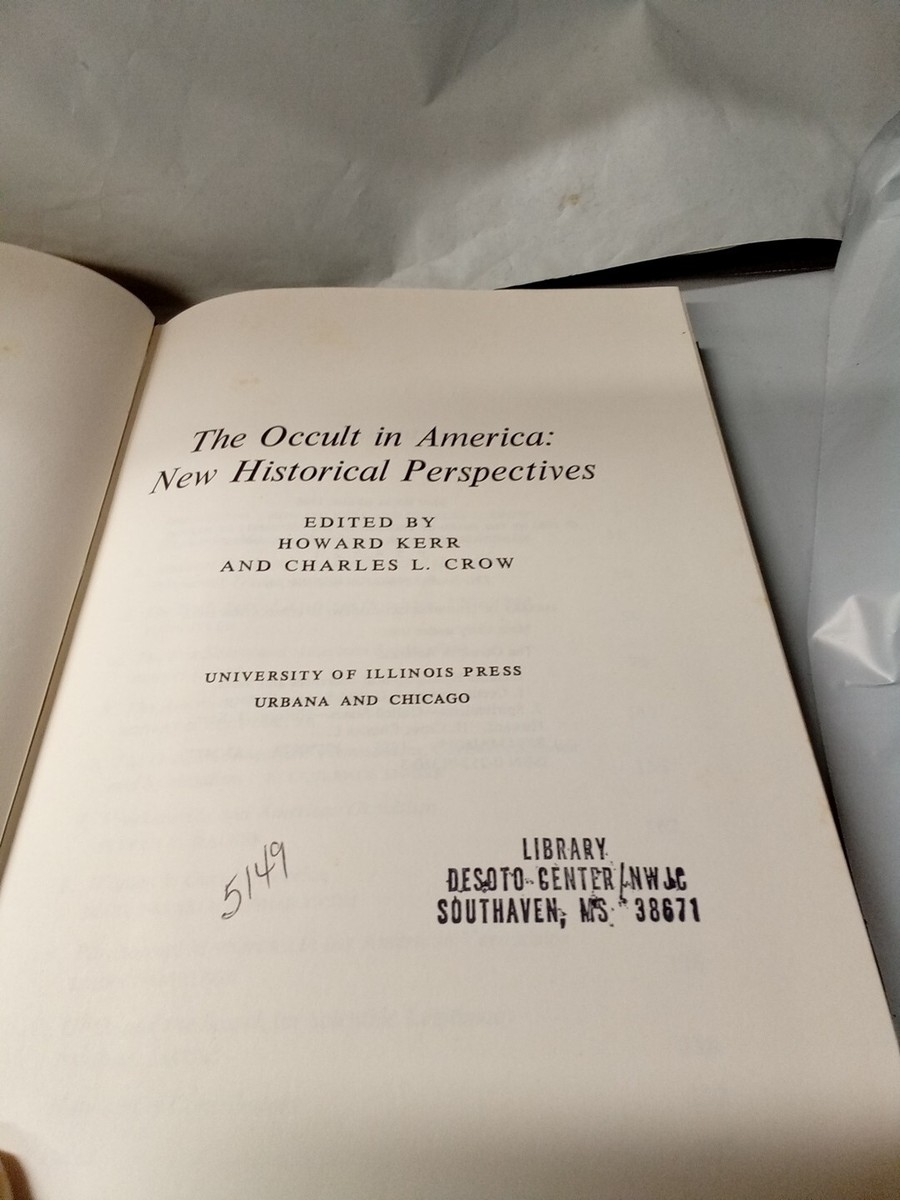 The Occult in America:
New Historical Perspectives
EDITED BY
HOWARD KERR
AND CHARLES L. CROW
UNIVERSITY OF ILLINOIS PRESS
URBANA AND CHICAGO
5149
LIBRARY
DESOTO CENTER/NWJC
SOUTHAVEN, MS 38671